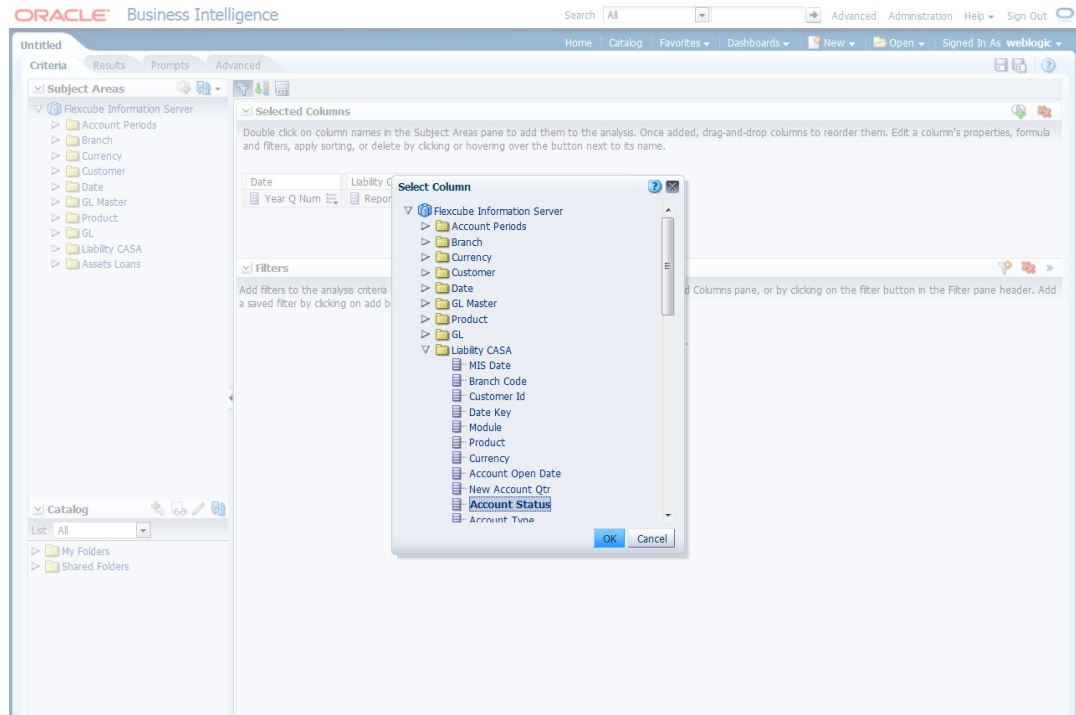 ORACLE Business Intelligence
Search All Advanced Administration Help Sign Out
Untitled
Home Catalog Favorites Dashboards New Open Signed In As weblogic
Criteria Results Prompts Advanced
Subject Areas
Flexcube Information Server
Account Periods
Branch
Currency
Customer
Date
GL Master
Product
GL
Liability CASA
Assets Loans
Catalog
List All
My Folders
Shared Folders
Selected Columns
Double click on column names in the Subject Areas pane to add them to the analysis. Once added, drag-and-drop columns to reorder them. Edit a column's properties, formula
and filters, apply sorting, or delete by clicking or hovering over the button next to its name.
Date Liability
Year Q Num Repor
Filters
Add filters to the analysis criteria
d Columns pane, or by clicking on the filter button in the Filter pane header. Add
a saved filter by clicking on add b
Select Column
Flexcube Information Server
Account Periods
Branch
Currency
Customer
Date
GL Master
Product
GL
Liability CASA
MIS Date
Branch Code
Customer Id
Date Key
Module
Product
Currency
Account Open Date
New Account Qtr
Account Status
Account Type
OK Cancel